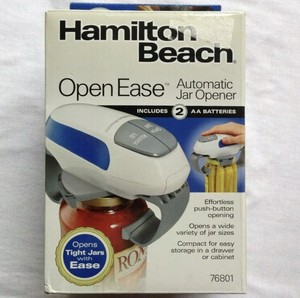 Hamilton
Beach®
Open Ease™
Automatic
Jar Opener
INCLUDES 2 AA BATTERIES
Effortless
push-button
opening
Opens a wide
variety of jar sizes
Compact for easy
storage in a drawer
or cabinet
Opens
Tight Jars
with
Ease
76801